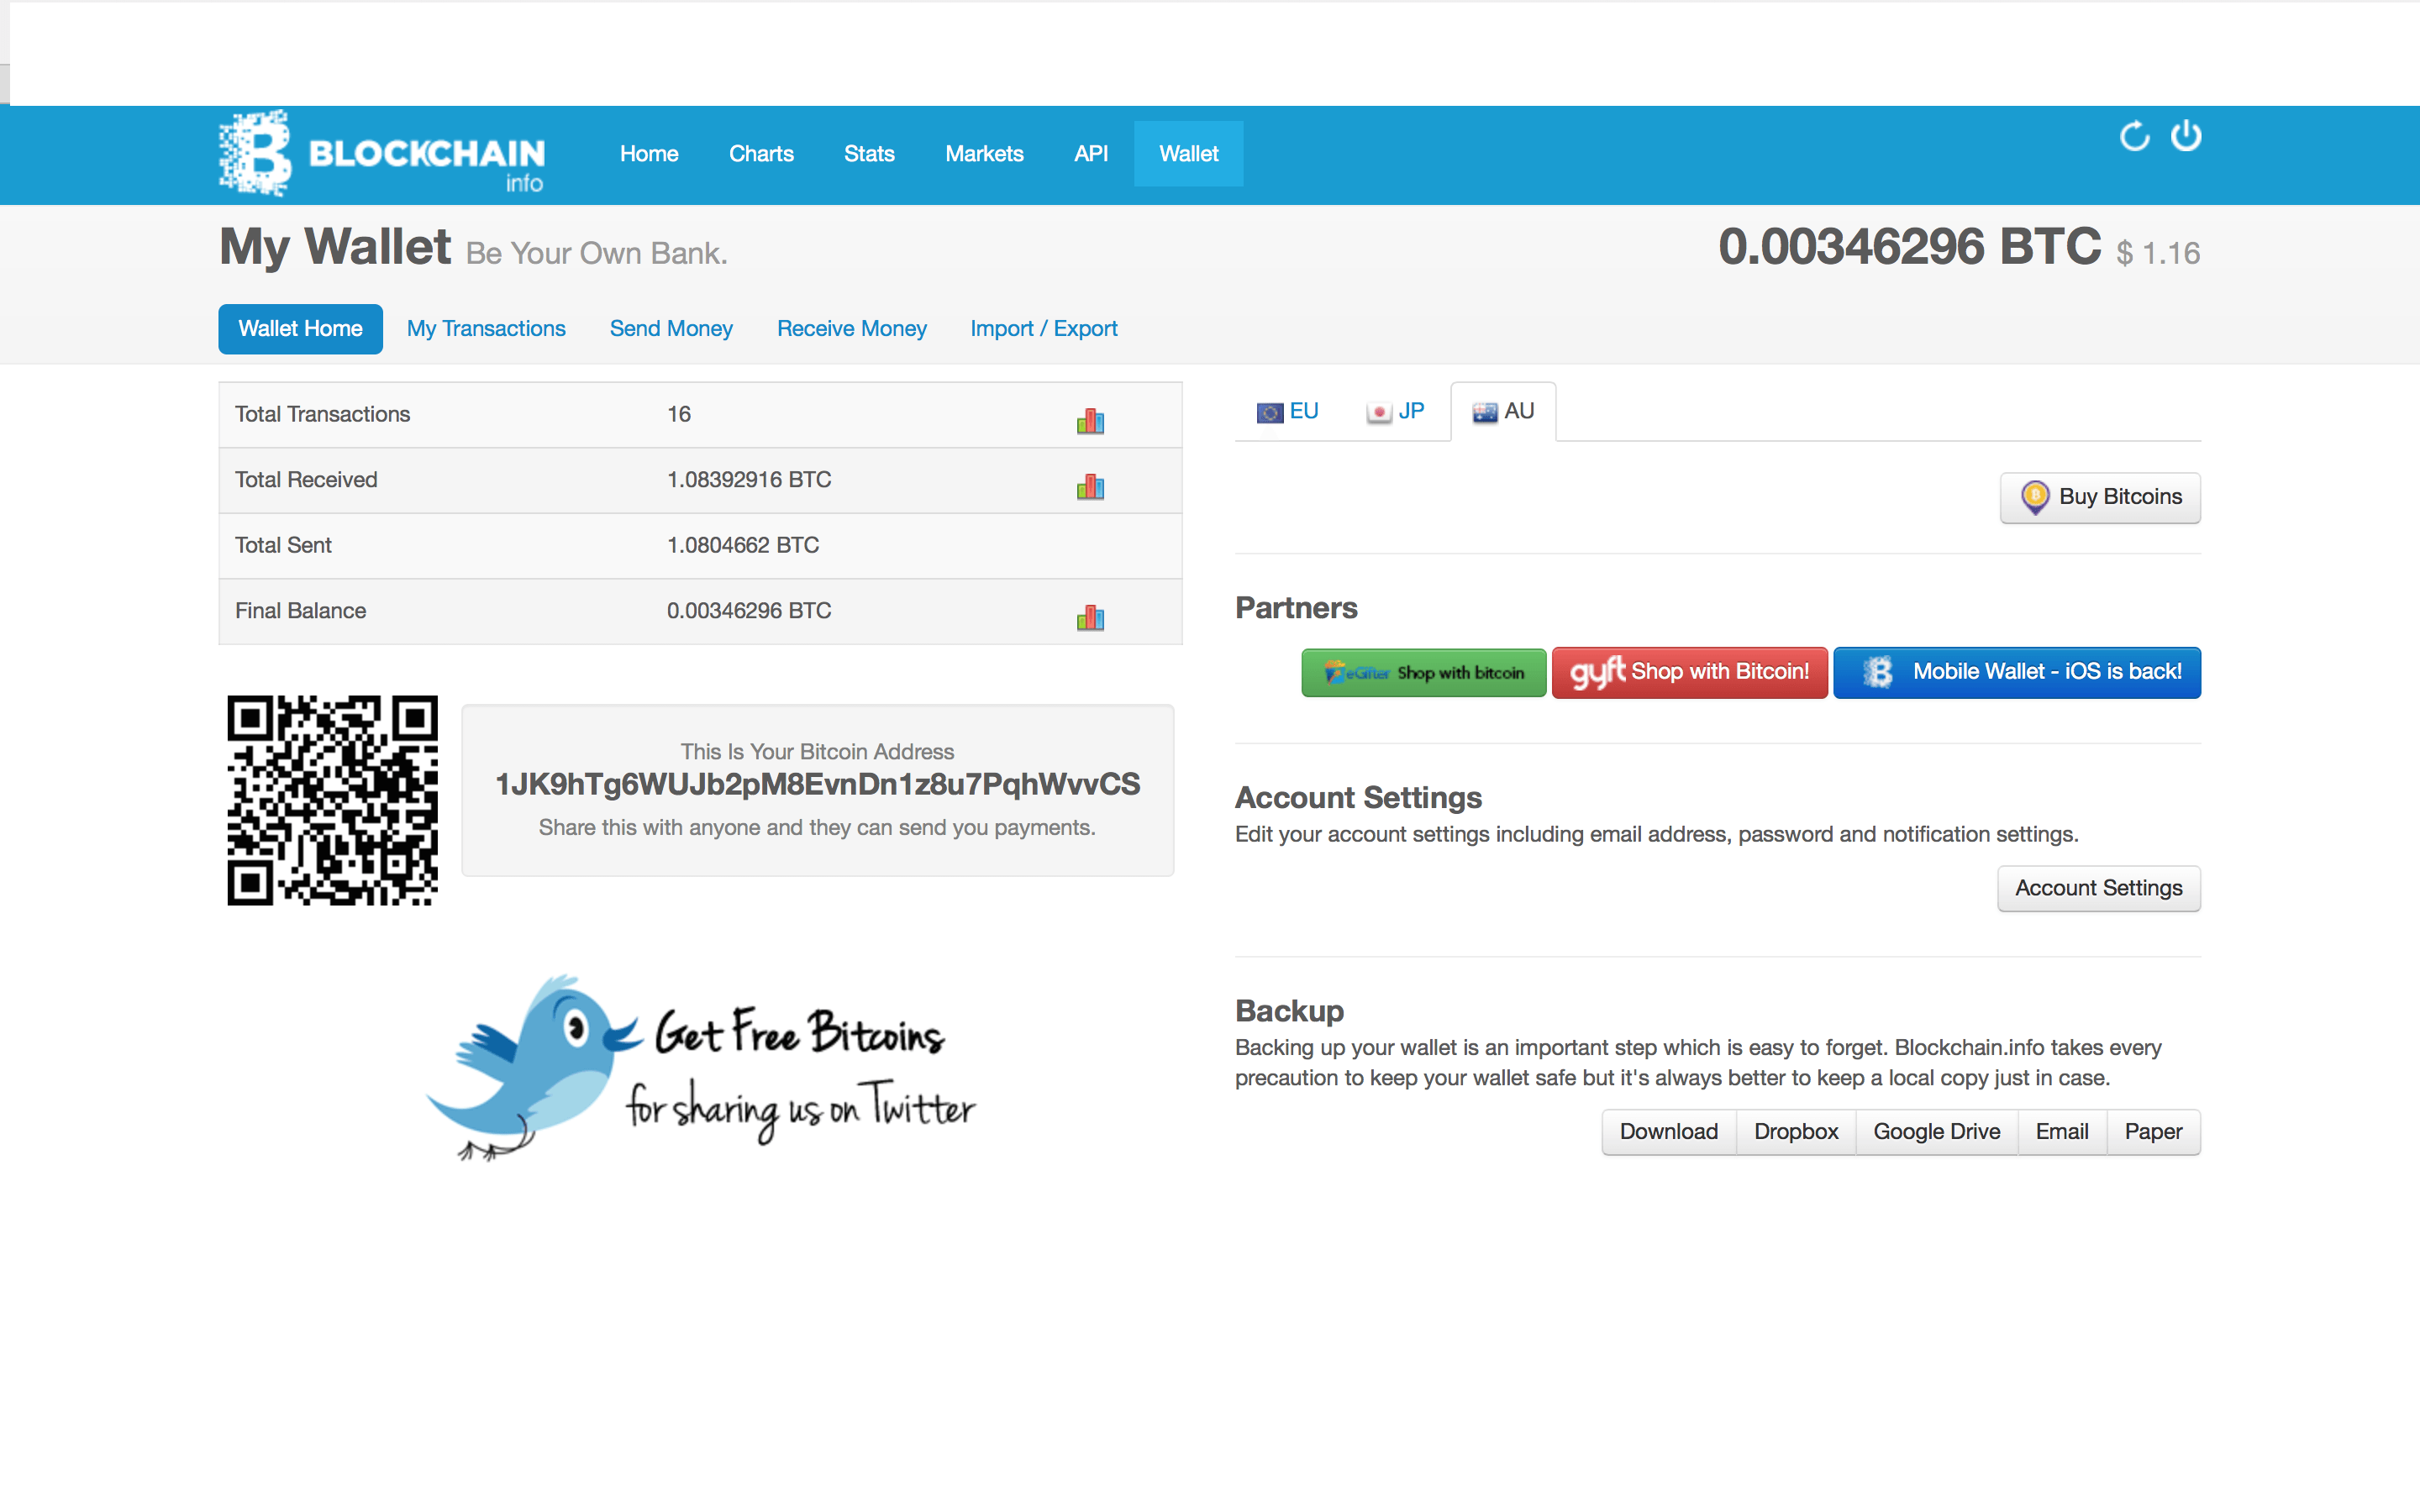 BLOCKCHAIN
info
Home Charts Stats Markets API Wallet
My Wallet Be Your Own Bank.
0.00346296 BTC $ 1.16
Wallet Home My Transactions Send Money Receive Money Import / Export
Total Transactions 16
Total Received 1.08392916 BTC
Total Sent 1.0804662 BTC
Final Balance 0.00346296 BTC
This Is Your Bitcoin Address
1JK9hTg6WUJb2pM8EvnDn1z8u7PqhWvvCS
Share this with anyone and they can send you payments.
Get Free Bitcoins
for sharing us on Twitter
EU JP AU
Buy Bitcoins
Partners
eGifter Shop with bitcoin
gyft Shop with Bitcoin!
Mobile Wallet - iOS is back!
Account Settings
Edit your account settings including email address, password and notification settings.
Account Settings
Backup
Backing up your wallet is an important step which is easy to forget. Blockchain.info takes every
precaution to keep your wallet safe but it's always better to keep a local copy just in case.
Download Dropbox Google Drive Email Paper